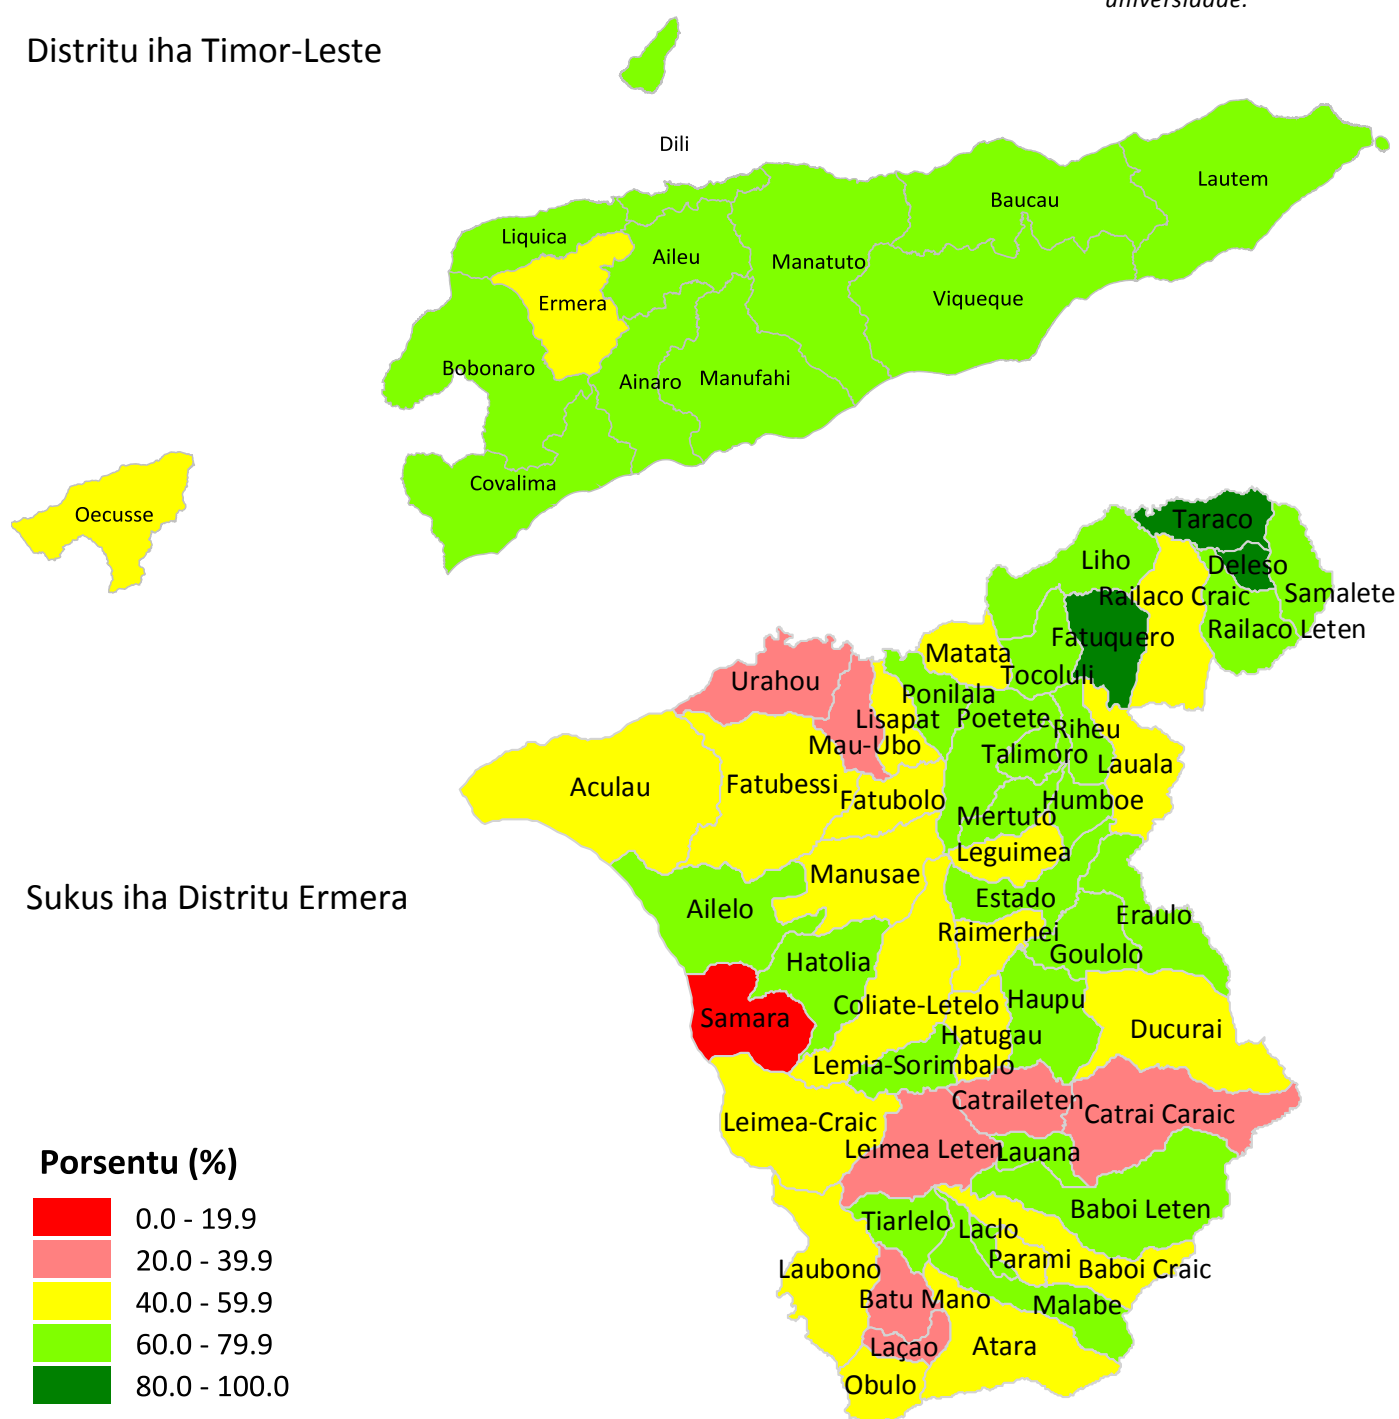 universidade.
Distritu iha Timor-Leste
Dili
Lautem
Baucau
Liquica
Aileu
Manatuto
Viqueque
Ermera
Bobonaro
Ainaro
Manufahi
Covalima
Oecusse
Taraco
Liho
Deleso
Railaco Craic
Samalete
Fatuquero
Railaco Leten
Matata
Tocoluli
Urahou
Ponilala
Lisapat
Poetete
Riheu
Mau-Ubo
Talimoro
Lauala
Aculau
Fatubessi
Fatubolo
Humboe
Mertuto
Leguimea
Manusae
Sukus iha Distritu Ermera
Ailelo
Estado
Eraulo
Raimerhei
Goulolo
Hatolia
Coliate-Letelo
Haupu
Samara
Hatugau
Ducurai
Lemia-Sorimbalo
Catraileten
Catrai Caraic
Leimea-Craic
Leimea Leten
Lauana
Baboi Leten
Tiarlelo
Laclo
Parami
Baboi Craic
Laubono
Batu Mano
Malabe
Laçao
Atara
Obulo
Porsentu (%)
0.0 - 19.9
20.0 - 39.9
40.0 - 59.9
60.0 - 79.9
80.0 - 100.0